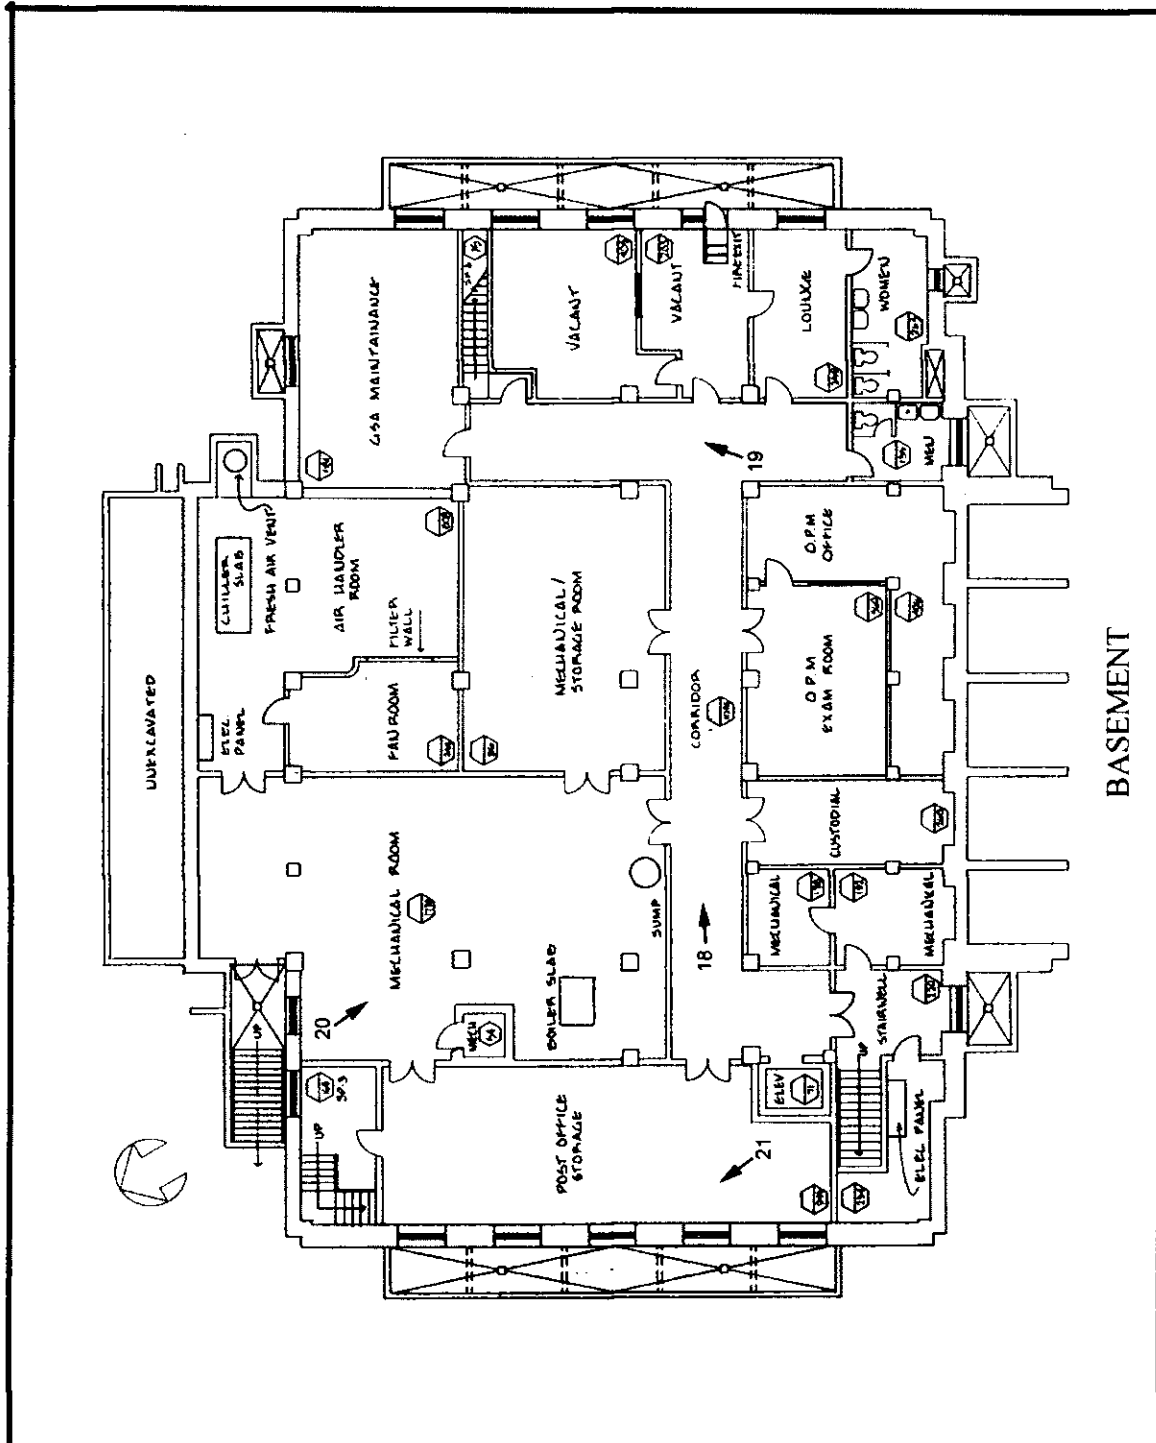 UNEXCAVATED
CHILLER
SLAB
FRESH AIR VENT
ELEC
PANEL
AIR HANDLER
ROOM
FILTER
WALL
FAN ROOM
GSA MAINTAINANCE
UP
MECHANICAL ROOM
20
MECH
BOILER SLAB
SUMP
MECHANICAL /
STORAGE ROOM
VACANT
VACANT
FIRE EXIT
LOUNGE
WOMEN
MEN
19
CORRIDOR
18
O.P.M
OFFICE
O.P.M
EXAM ROOM
CUSTODIAL
MECHANICAL
MECHANICAL
STAIRWELL
UP
ELEC PANEL
ELEV
POST OFFICE
STORAGE
21
UP
SP.3
BASEMENT